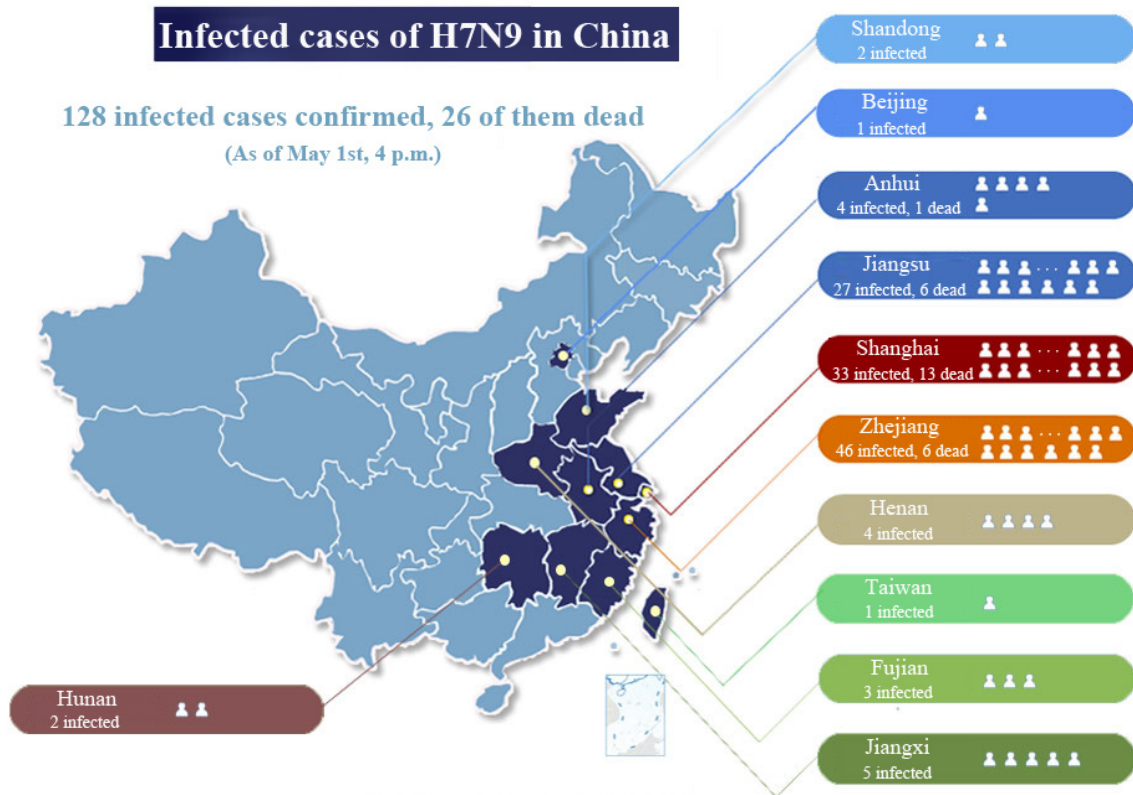 Infected cases of H7N9 in China
128 infected cases confirmed, 26 of them dead
(As of May 1st, 4 p.m.)
Shandong
2 infected
Beijing
1 infected
Anhui
4 infected, 1 dead
Jiangsu
27 infected, 6 dead
Shanghai
33 infected, 13 dead
Zhejiang
46 infected, 6 dead
Henan
4 infected
Taiwan
1 infected
Fujian
3 infected
Jiangxi
5 infected
Hunan
2 infected